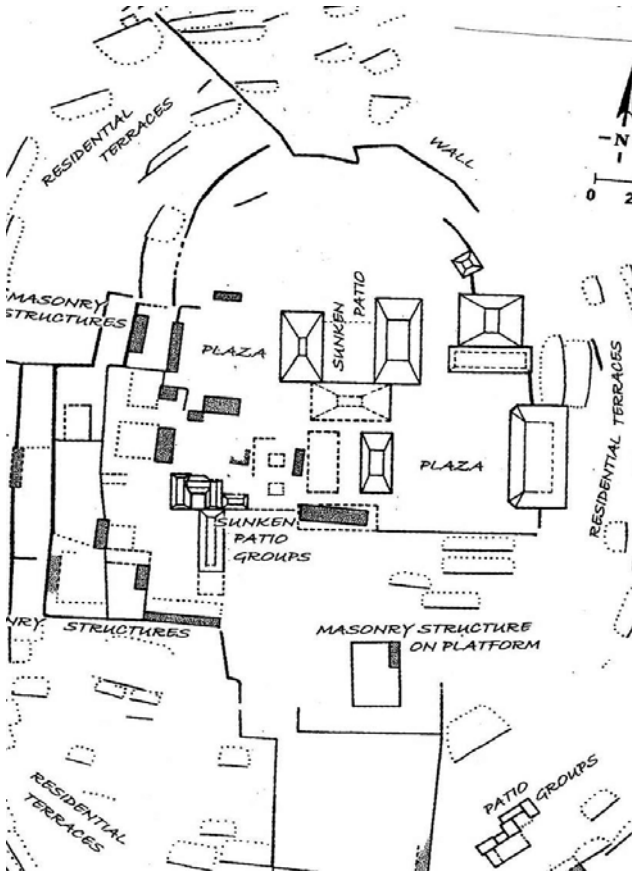 RESIDENTIAL
TERRACES
WALL
N
0 2
MASONRY
STRUCTURES
PLAZA
SUNKEN
PATIO
PLAZA
RESIDENTIAL TERRACES
SUNKEN
PATIO
GROUPS
STRUCTURES
MASONRY STRUCTURE
ON PLATFORM
RESIDENTIAL
TERRACES
PATIO GROUPS